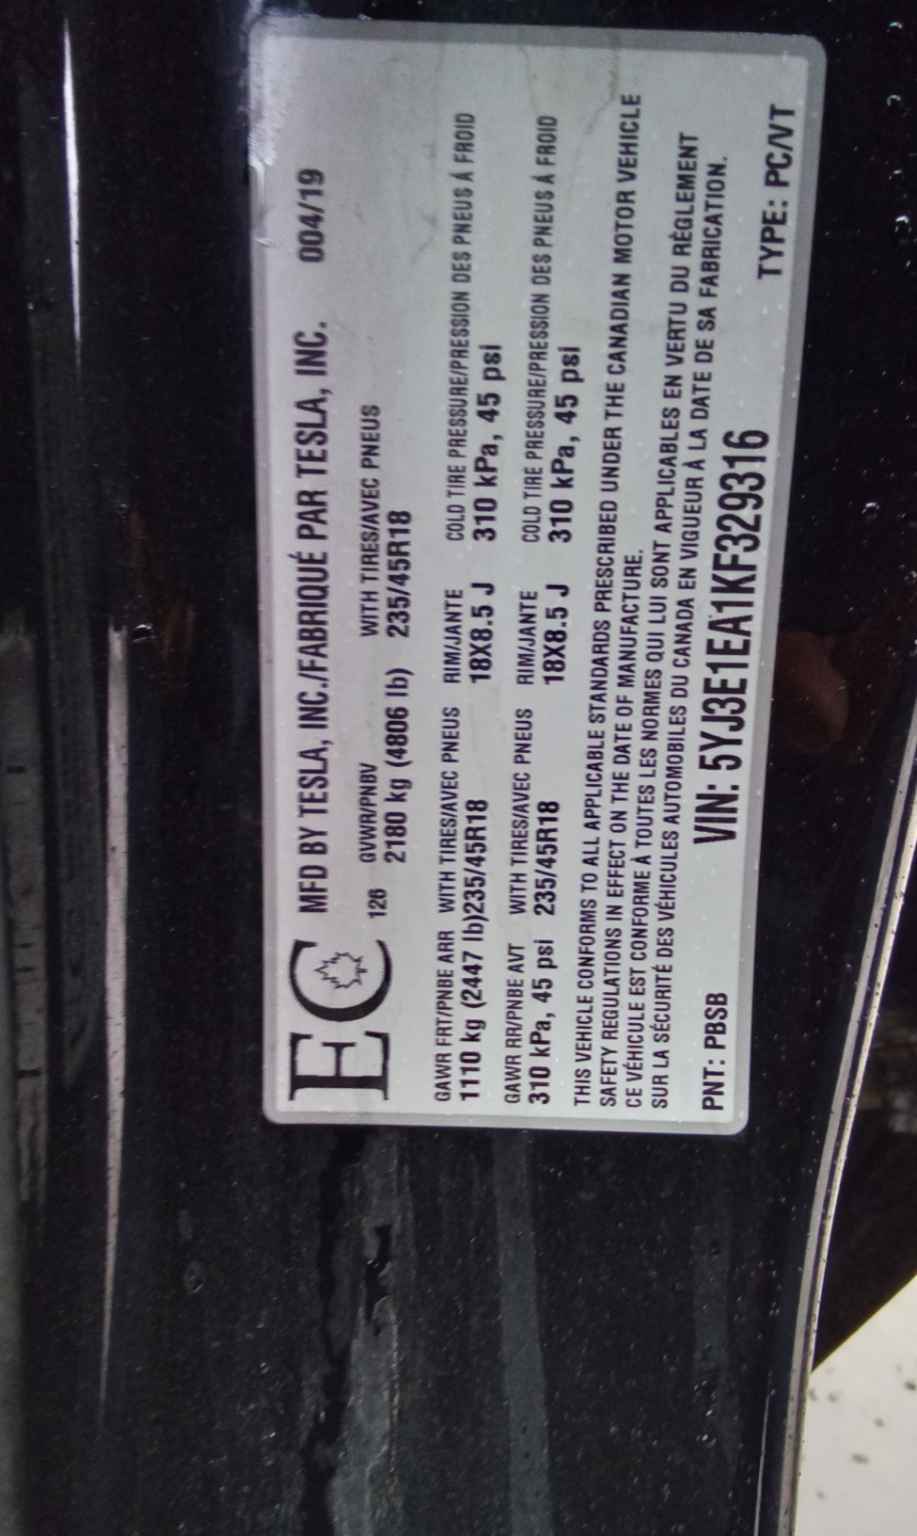 EC
MFD BY TESLA, INC./FABRIQUÉ PAR TESLA, INC. 004/19
126 GVWR/PNBV WITH TIRES/AVEC PNEUS
2180 kg (4806 lb) 235/45R18
GAWR FRT/PNBE ARR WITH TIRES/AVEC PNEUS RIM/JANTE COLD TIRE PRESSURE/PRESSION DES PNEUS À FROID
1110 kg (2447 lb)235/45R18 18X8.5 J 310 kPa, 45 psi
GAWR RR/PNBE AVT WITH TIRES/AVEC PNEUS RIM/JANTE COLD TIRE PRESSURE/PRESSION DES PNEUS À FROID
310 kPa, 45 psi 235/45R18 18X8.5 J 310 kPa, 45 psi
THIS VEHICLE CONFORMS TO ALL APPLICABLE STANDARDS PRESCRIBED UNDER THE CANADIAN MOTOR VEHICLE
SAFETY REGULATIONS IN EFFECT ON THE DATE OF MANUFACTURE.
CE VÉHICULE EST CONFORME À TOUTES LES NORMES QUI LUI SONT APPLICABLES EN VERTU DU RÈGLEMENT
SUR LA SÉCURITÉ DES VÉHICULES AUTOMOBILES DU CANADA EN VIGUEUR À LA DATE DE SA FABRICATION.
PNT: PBSB VIN: 5YJ3E1EA1KF329316 TYPE: PC/VT